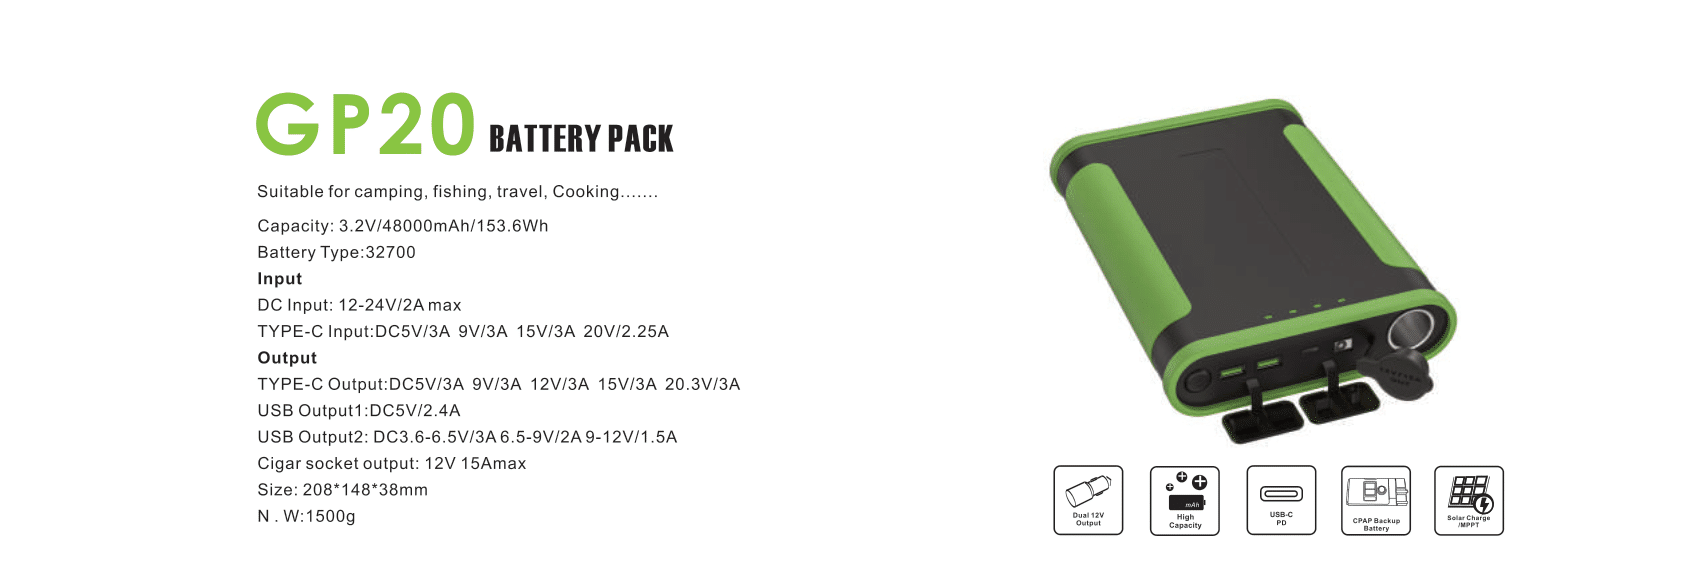 GP20 BATTERY PACK
Suitable for camping, fishing, travel, Cooking.......
Capacity: 3.2V/48000mAh/153.6Wh
Battery Type:32700
Input
DC Input: 12-24V/2A max
TYPE-C Input:DC5V/3A 9V/3A 15V/3A 20V/2.25A
Output
TYPE-C Output:DC5V/3A 9V/3A 12V/3A 15V/3A 20.3V/3A
USB Output1:DC5V/2.4A
USB Output2: DC3.6-6.5V/3A 6.5-9V/2A 9-12V/1.5A
Cigar socket output: 12V 15Amax
Size: 208*148*38mm
N . W:1500g
Dual 12V
Output
mAh
High
Capacity
USB-C
PD
CPAP Backup
Battery
Solar Charge
/MPPT